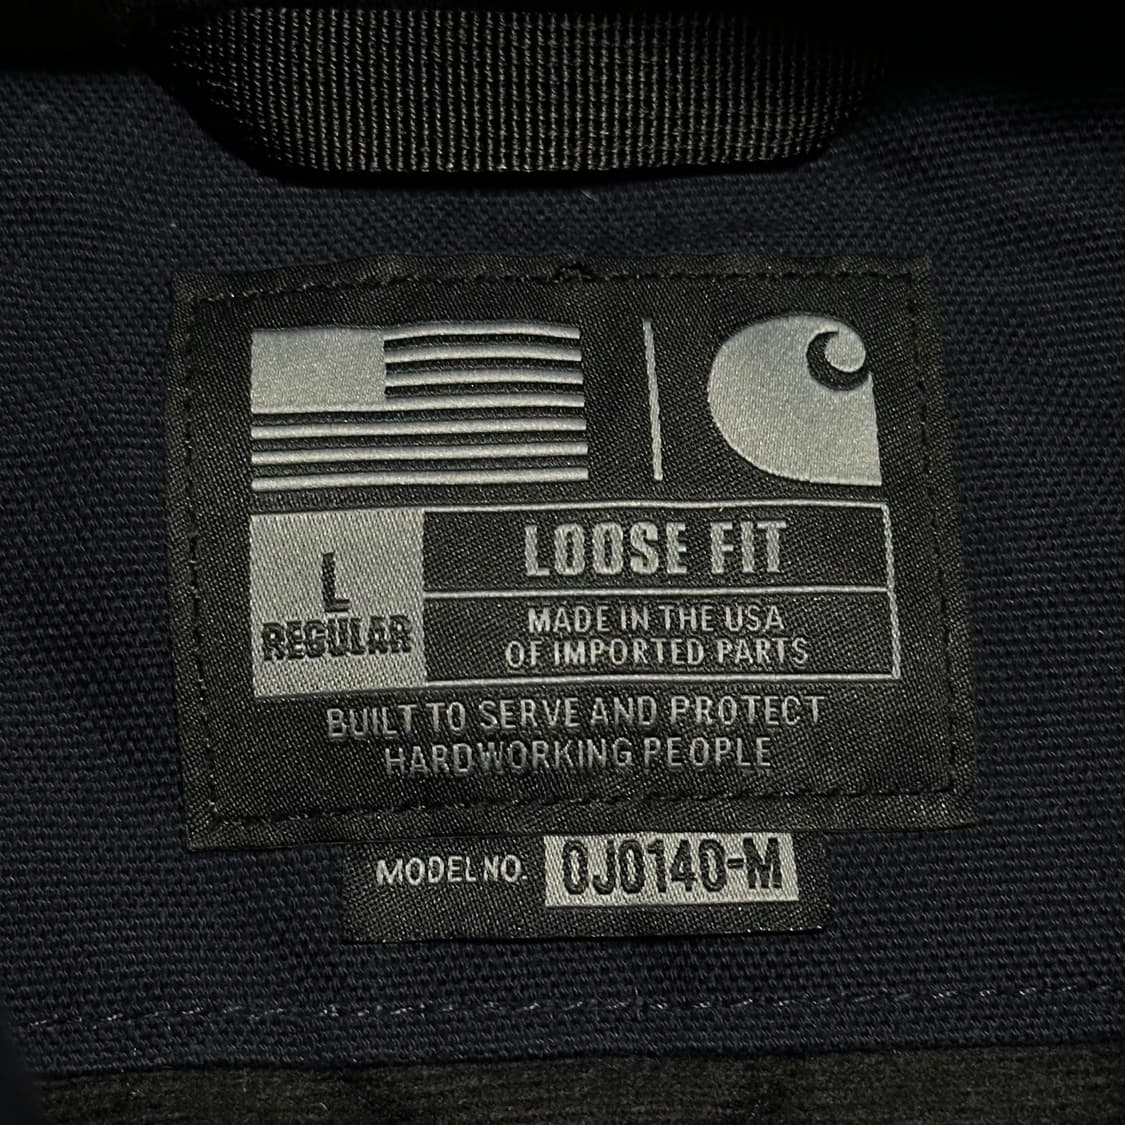 L
REGULAR
LOOSE FIT
MADE IN THE USA
OF IMPORTED PARTS
BUILT TO SERVE AND PROTECT
HARDWORKING PEOPLE
MODEL NO. OJ0140-M